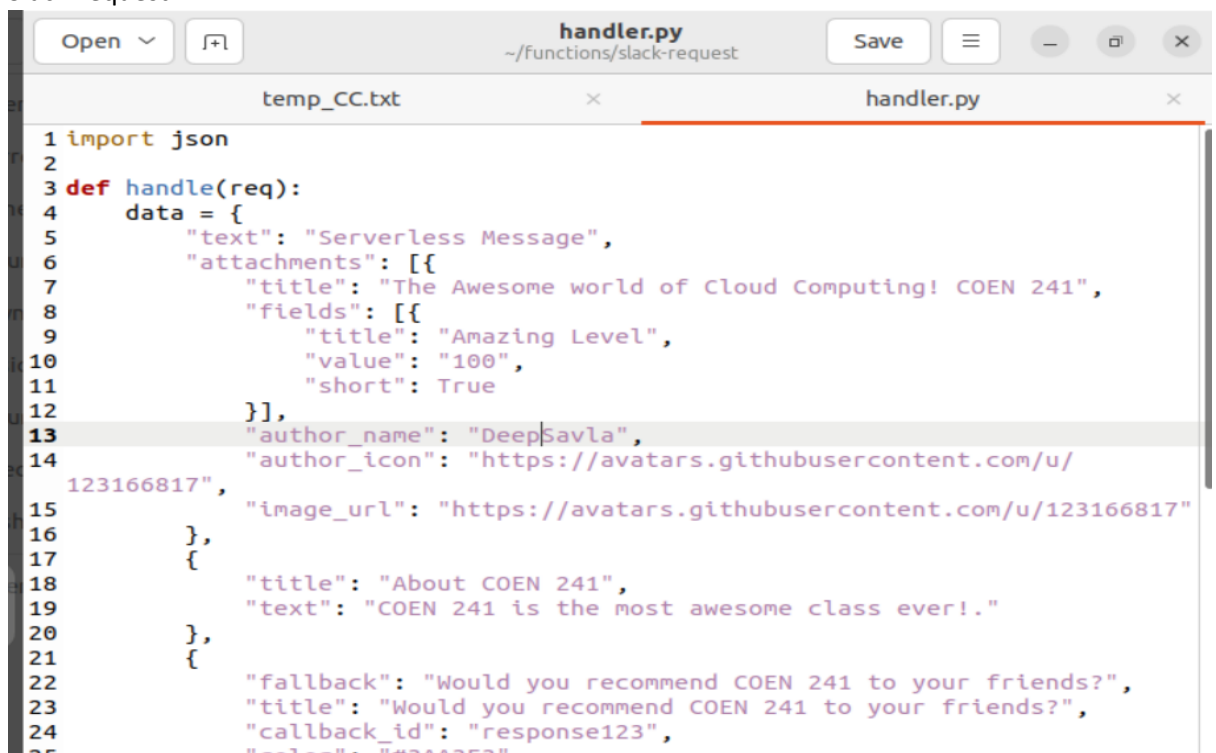 Open
handler.py
~/functions/slack-request
Save
temp_CC.txt
handler.py
1 import json
2
3 def handle(req):
4     data = {
5         "text": "Serverless Message",
6         "attachments": [{
7             "title": "The Awesome world of Cloud Computing! COEN 241",
8             "fields": [{
9                 "title": "Amazing Level",
10                 "value": "100",
11                 "short": True
12             }],
13             "author_name": "DeepSavla",
14             "author_icon": "https://avatars.githubusercontent.com/u/
123166817",
15             "image_url": "https://avatars.githubusercontent.com/u/123166817"
16         },
17         {
18             "title": "About COEN 241",
19             "text": "COEN 241 is the most awesome class ever!."
20         },
21         {
22             "fallback": "Would you recommend COEN 241 to your friends?",
23             "title": "Would you recommend COEN 241 to your friends?",
24             "callback_id": "response123",